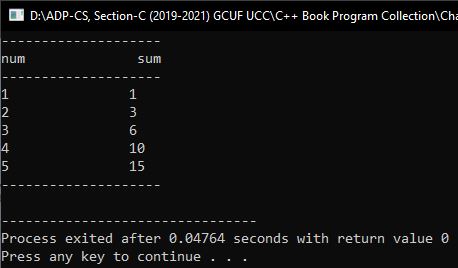 D:\ADP-CS, Section-C (2019-2021) GCUF UCC\C++ Book Program Collection\Cha
--------------------
num              sum
--------------------
1               1
2               3
3               6
4               10
5               15
--------------------
--------------------------------
Process exited after 0.04764 seconds with return value 0
Press any key to continue . . .